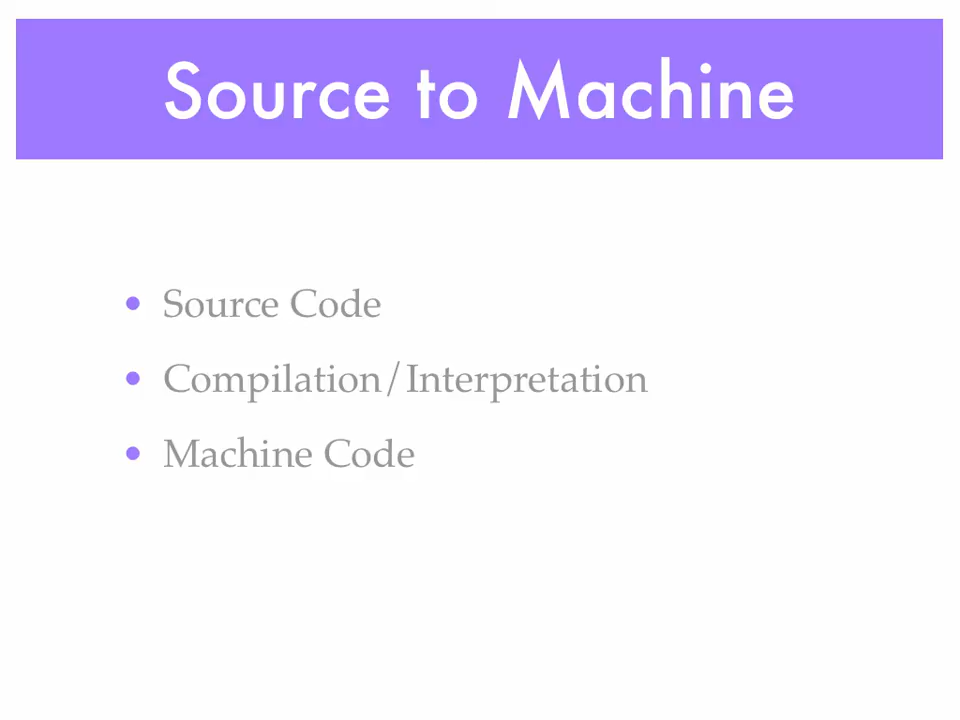 Source to Machine
• Source Code
• Compilation/Interpretation
• Machine Code